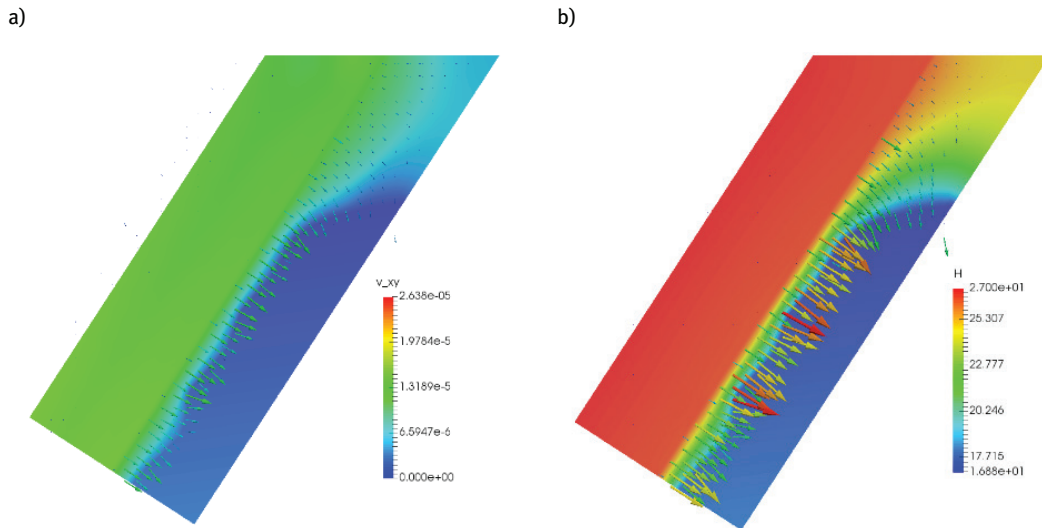 a)
b)
v_xy
2.638e-05
1.9784e-5
1.3189e-5
6.5947e-6
0.000e+00
H
2.700e+01
25.307
22.777
20.246
17.715
1.688e+01